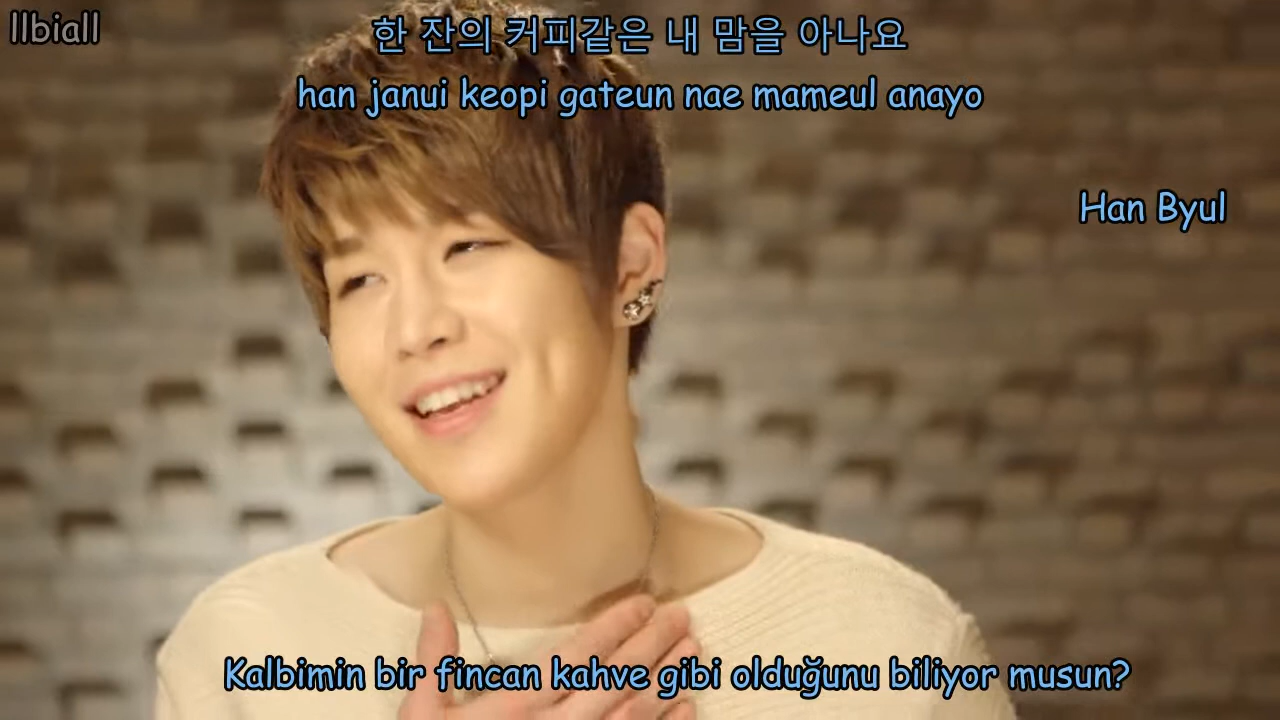 llbiall
한 잔의 커피같은 내 맘을 아나요
han janui keopi gateun nae mameul anayo
Han Byul
Kalbimin bir fincan kahve gibi olduğunu biliyor musun?